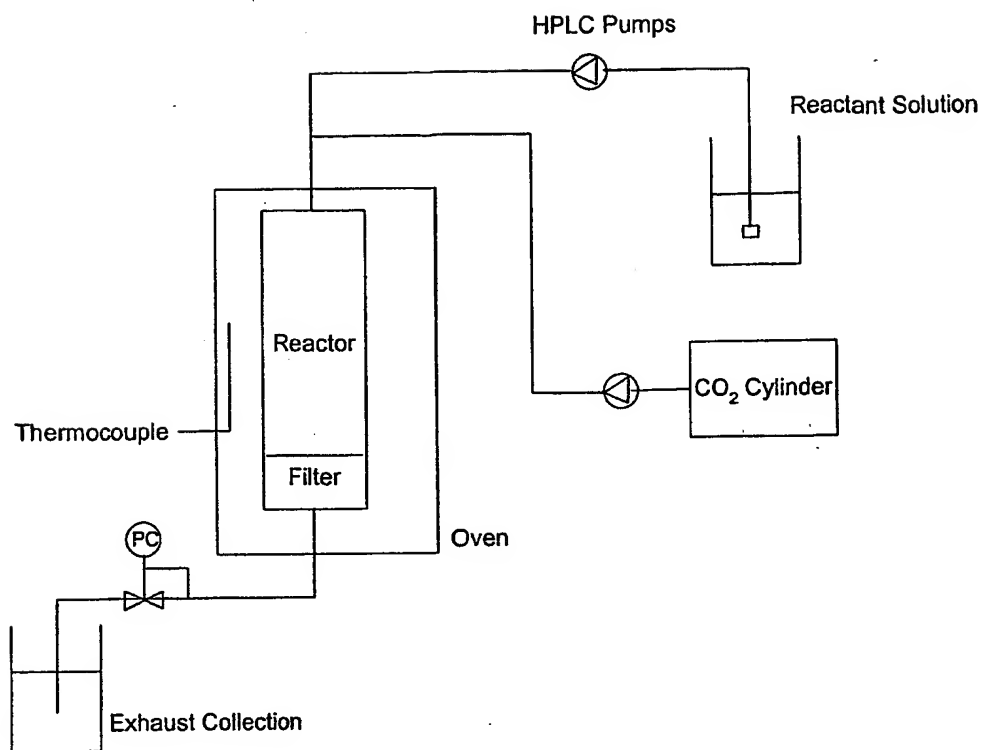 HPLC Pumps
Reactant Solution
Reactor
CO₂ Cylinder
Thermocouple
Filter
PC
Oven
Exhaust Collection